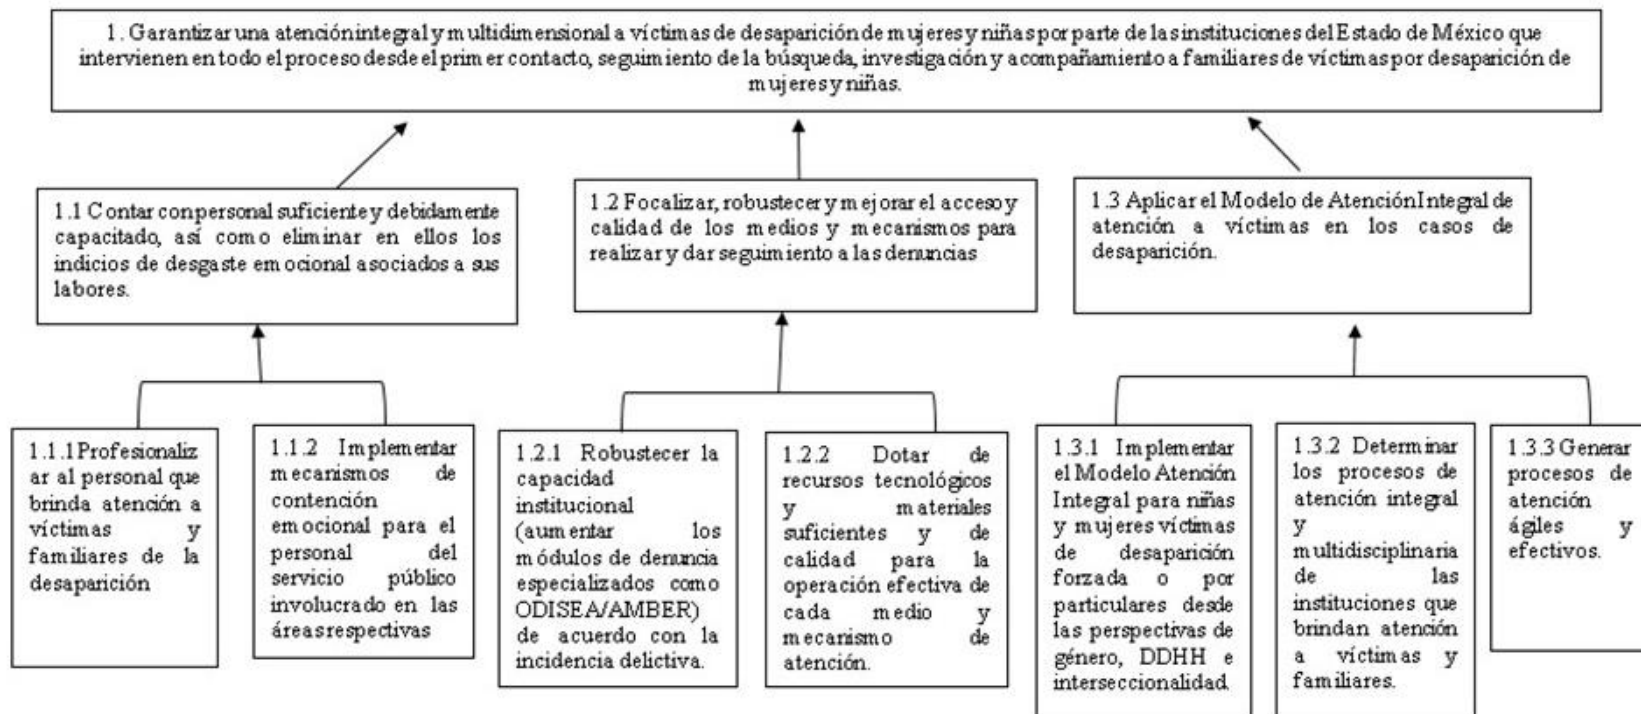 1. Garantizar una atención integral y multidimensional a víctimas de desaparición de mujeres y niñas por parte de las instituciones del Estado de México que
intervienen en todo el proceso desde el primer contacto, seguimiento de la búsqueda, investigación y acompañamiento a familiares de víctimas por desaparición de
mujeres y niñas.
1.1 Contar con personal suficiente y debidamente
capacitado, así como eliminar en ellos los
indicios de desgaste emocional asociados a sus
labores.
1.2 Focalizar, robustecer y mejorar el acceso y
calidad de los medios y mecanismos para
realizar y dar seguimiento a las denuncias
1.3 Aplicar el Modelo de Atención Integral de
atención a víctimas en los casos de
desaparición.
1.1.1 Profesionaliz
ar al personal que
brinda atención a
víctimas y
familiares de la
desaparición
1.1.2 Implementar
mecanismos de
contención
emocional para el
personal del
servicio público
involucrado en las
áreas respectivas
1.2.1 Robustecer la
capacidad
institucional
(aumentar los
módulos de denuncia
especializados como
ODISEA/AMBER)
de acuerdo con la
incidencia delictiva.
1.2.2 Dotar de
recursos tecnológicos
y materiales
suficientes y de
calidad para la
operación efectiva de
cada medio y
mecanismo de
atención.
1.3.1 Implementar
el Modelo Atención
Integral para niñas
y mujeres víctimas
de desaparición
forzada o por
particulares desde
las perspectivas de
género, DDHH e
interseccionalidad.
1.3.2 Determinar
los procesos de
atención integral
y
multidisciplinaria
de las
instituciones que
brindan atención
a víctimas y
familiares.
1.3.3 Generar
procesos de
atención
ágiles y
efectivos.